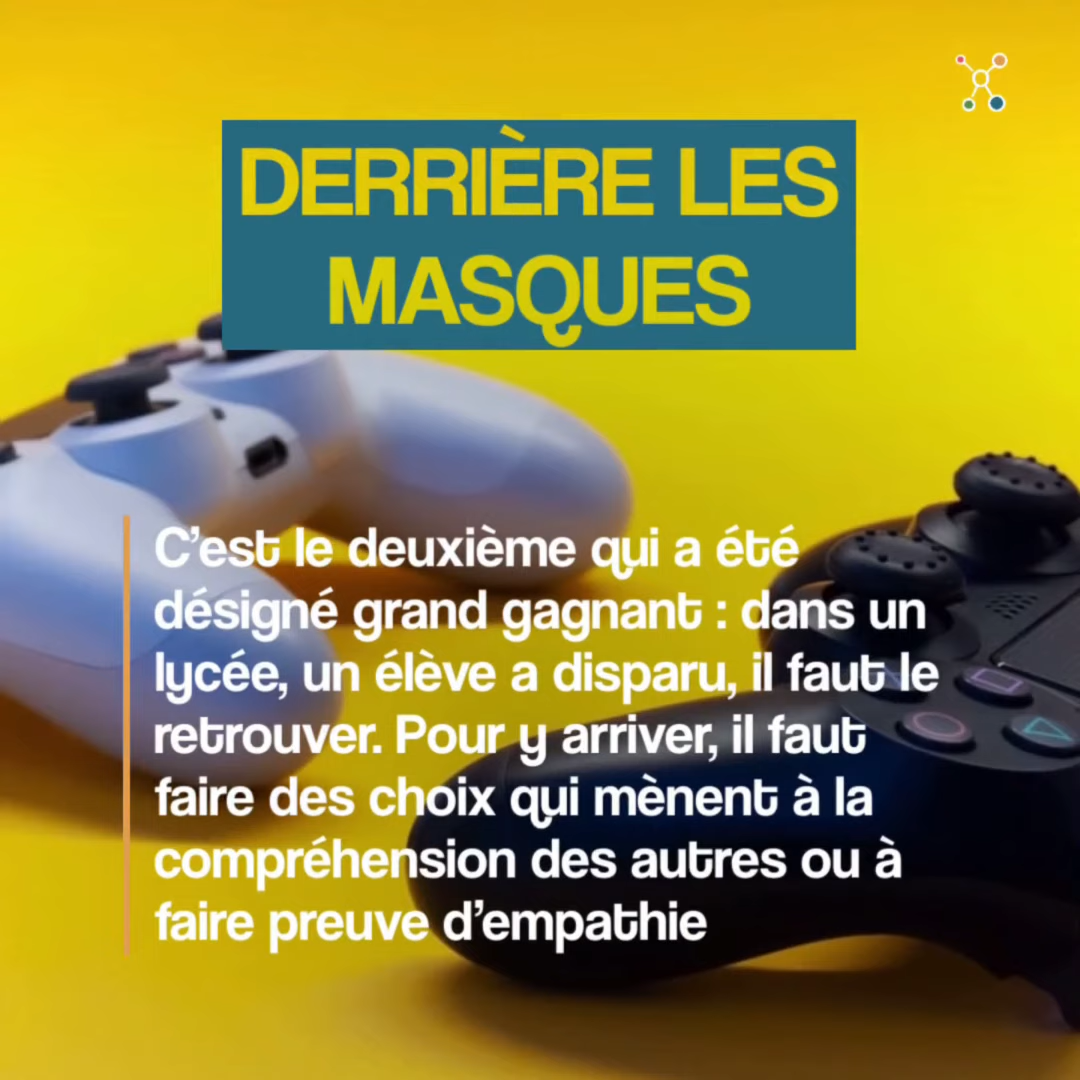 DERRIÈRE LES
MASQUES
C'est le deuxième qui a été
désigné grand gagnant : dans un
lycée, un élève a disparu, il faut le
retrouver. Pour y arriver, il faut
faire des choix qui mènent à la
compréhension des autres ou à
faire preuve d'empathie